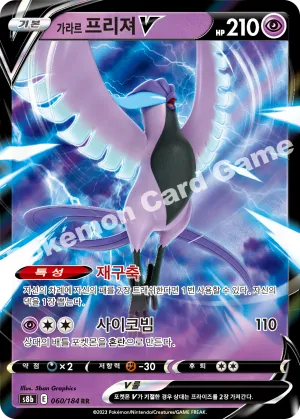 기본 가라르 프리져 V HP 210
Pokémon Card Game
특성 재구축
자신의 차례에 자신의 패를 2장 트래쉬한다면 1번 사용할 수 있다. 자신의
덱을 1장 뽑는다.
사이코빔 110
상대의 배틀 포켓몬을 혼란으로 만든다.
약점 ×2 저항력 -30 후퇴
V룰
Illus. 5ban Graphics
포켓몬 V가 기절한 경우 상대는 프라이즈를 2장 가져간다.
s8b E 060/184 RR
©2023 Pokémon/Nintendo/Creatures/GAME FREAK.